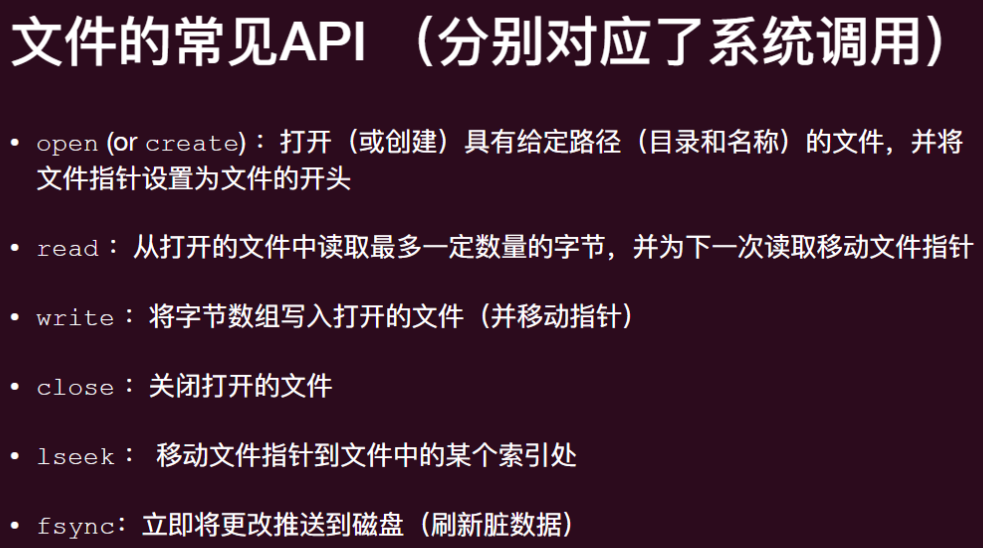 文件的常见API （分别对应了系统调用）
• open (or create)：打开（或创建）具有给定路径（目录和名称）的文件，并将
文件指针设置为文件的开头
• read：从打开的文件中读取最多一定数量的字节，并为下一次读取移动文件指针
• write：将字节数组写入打开的文件（并移动指针）
• close：关闭打开的文件
• lseek： 移动文件指针到文件中的某个索引处
• fsync：立即将更改推送到磁盘（刷新脏数据）